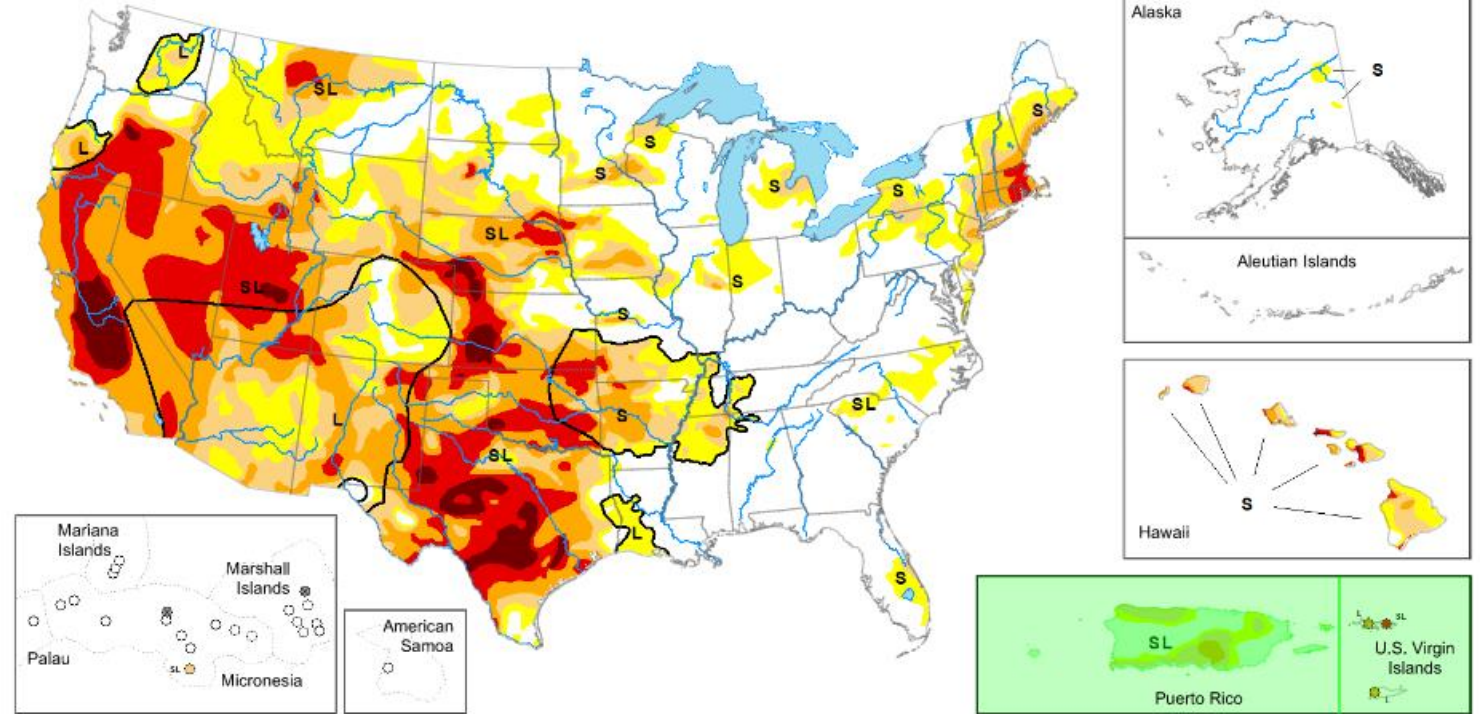 Alaska
S
Aleutian Islands
L
SL
L
S
S
S
S
S
SL
SL
S
S
L
S
SL
SL
L
S
S
Hawaii
Mariana
Islands
Marshall
Islands
Palau
SL
Micronesia
American
Samoa
SL
Puerto Rico
L
SL
U.S. Virgin
Islands
L